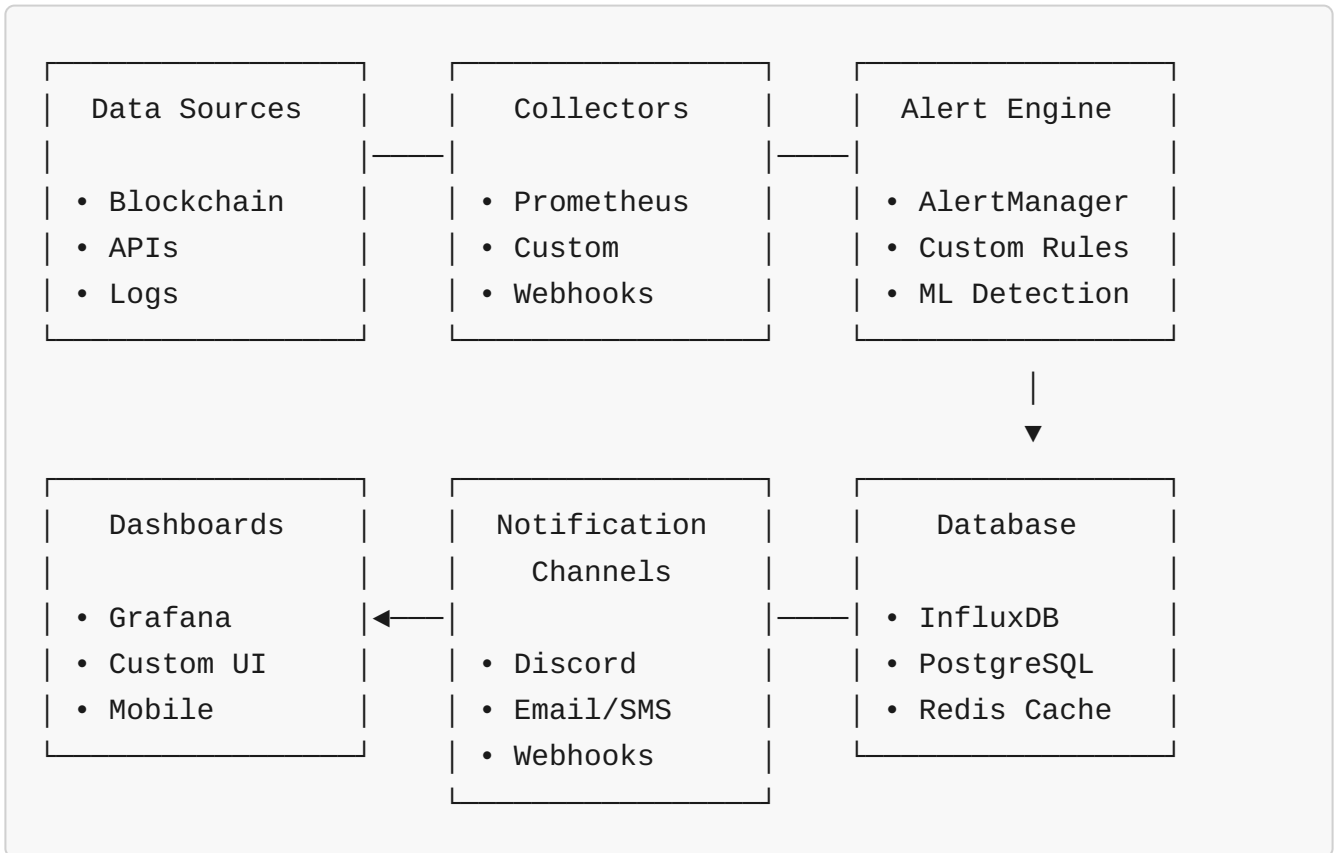 Data Sources Collectors Alert Engine
• Blockchain • Prometheus • AlertManager
• APIs • Custom • Custom Rules
• Logs • Webhooks • ML Detection
Dashboards Notification Database
Channels
• Grafana • InfluxDB
• Custom UI • Discord • PostgreSQL
• Mobile • Email/SMS • Redis Cache
• Webhooks